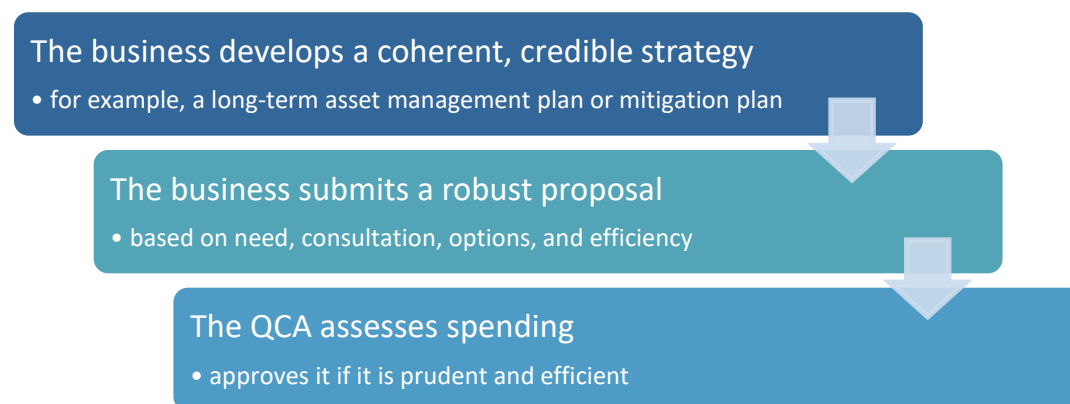 The business develops a coherent, credible strategy
• for example, a long-term asset management plan or mitigation plan
The business submits a robust proposal
• based on need, consultation, options, and efficiency
The QCA assesses spending
• approves it if it is prudent and efficient